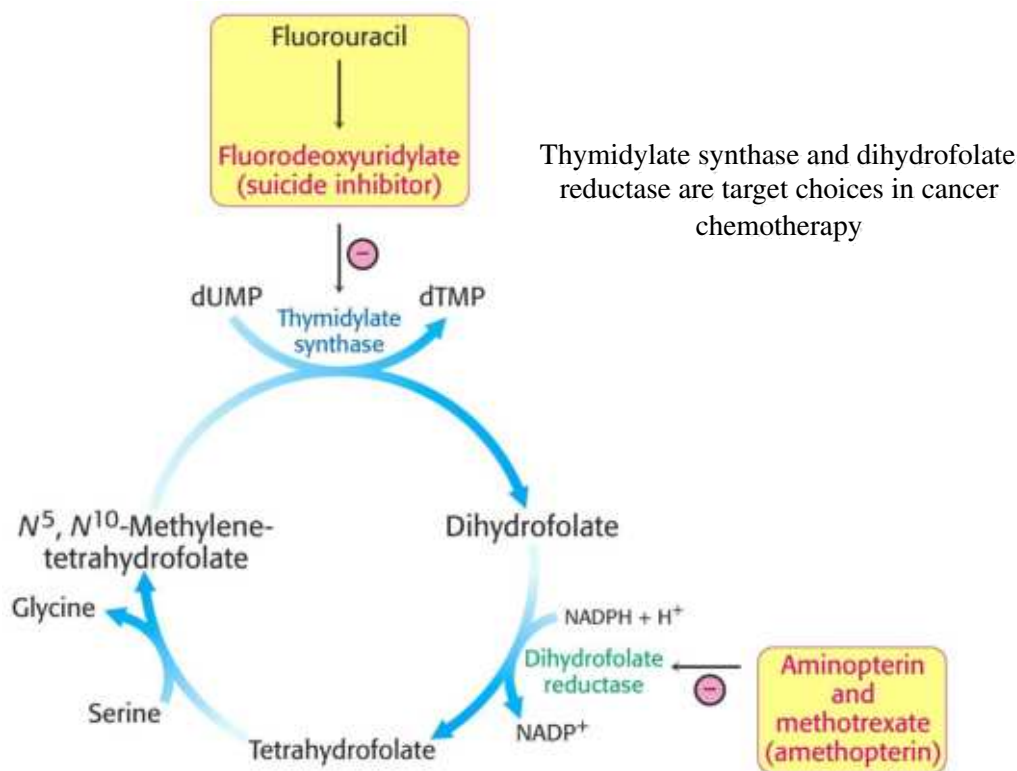 Fluorouracil
Fluorodeoxyuridylate
(suicide inhibitor)
Thymidylate synthase and dihydrofolate
reductase are target choices in cancer
chemotherapy
−
dUMP
dTMP
Thymidylate
synthase
N⁵, N¹⁰-Methylene-
tetrahydrofolate
Dihydrofolate
Glycine
NADPH + H⁺
Dihydrofolate
reductase
−
Aminopterin
and
methotrexate
(amethopterin)
Serine
NADP⁺
Tetrahydrofolate